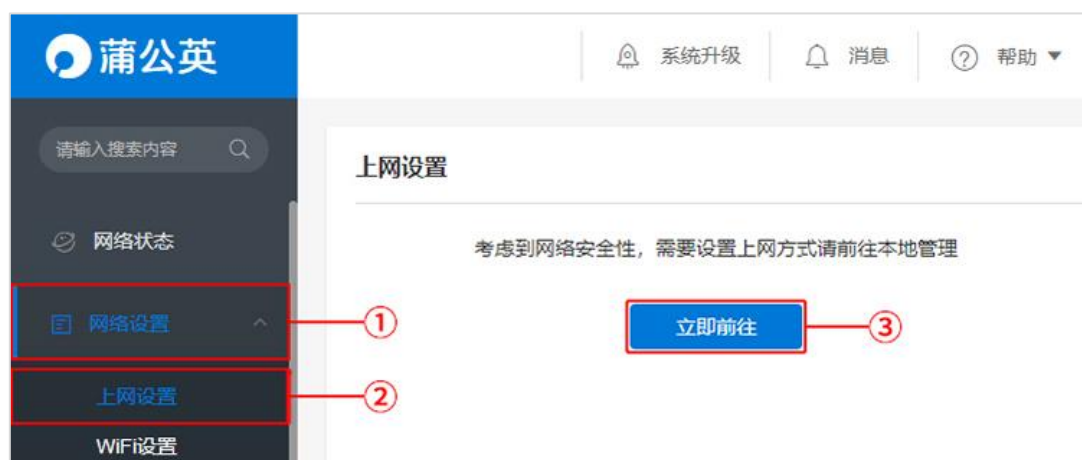 蒲公英
系统升级
消息
帮助
请输入搜索内容
上网设置
网络状态
考虑到网络安全性，需要设置上网方式请前往本地管理
网络设置
①
立即前往
③
上网设置
②
WiFi设置